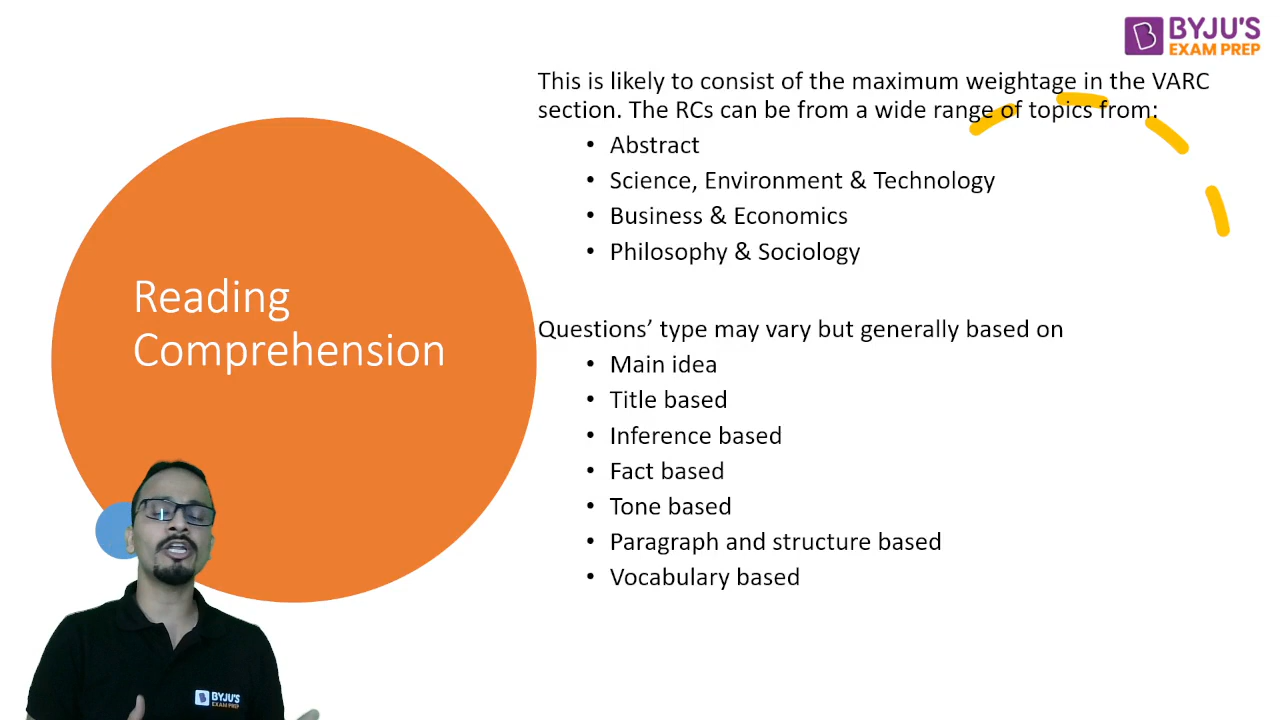 BYJU'S
EXAM PREP
This is likely to consist of the maximum weightage in the VARC
section. The RCs can be from a wide range of topics from:
• Abstract
• Science, Environment & Technology
• Business & Economics
• Philosophy & Sociology
Reading
Comprehension
Questions’ type may vary but generally based on
• Main idea
• Title based
• Inference based
• Fact based
• Tone based
• Paragraph and structure based
• Vocabulary based
BYJU'S
EXAM PREP